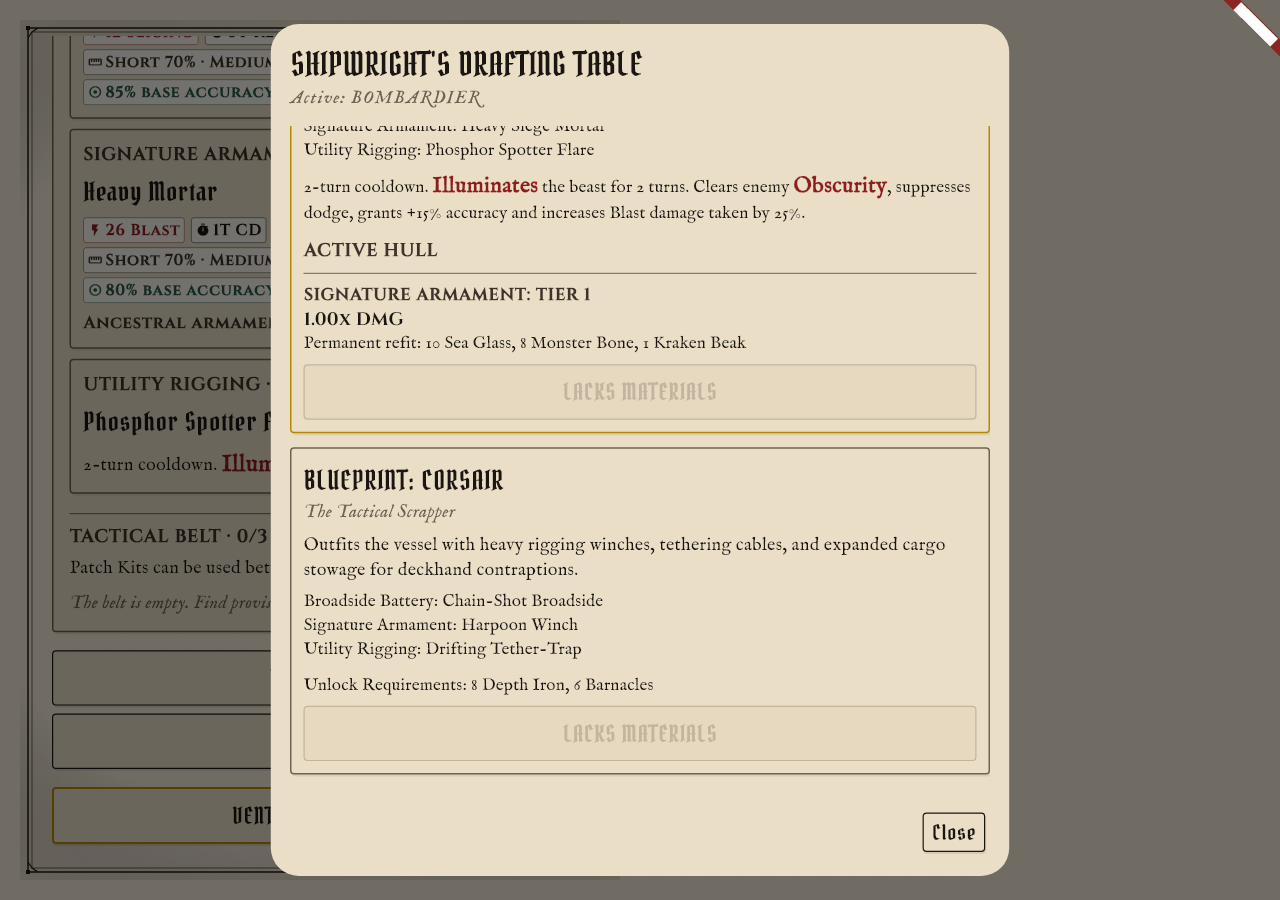 SHORT 70% · MEDIUM
85% BASE ACCURACY
SIGNATURE ARMAM
Heavy Mortar
26 BLAST
1T CD
SHORT 70% · MEDIUM
80% BASE ACCURACY
ANCESTRAL ARMAME
UTILITY RIGGING ·
Phosphor Spotter F
2-turn cooldown. Illum
TACTICAL BELT · 0/3
Patch Kits can be used bet
The belt is empty. Find provis
VENT
SHIPWRIGHT'S DRAFTING TABLE
Active: BOMBARDIER
Signature Armament: Heavy Siege Mortar
Utility Rigging: Phosphor Spotter Flare
2-turn cooldown. Illuminates the beast for 2 turns. Clears enemy Obscurity, suppresses
dodge, grants +15% accuracy and increases Blast damage taken by 25%.
ACTIVE HULL
SIGNATURE ARMAMENT: TIER 1
1.00X DMG
Permanent refit: 10 Sea Glass, 8 Monster Bone, 1 Kraken Beak
LACKS MATERIALS
BLUEPRINT: CORSAIR
The Tactical Scrapper
Outfits the vessel with heavy rigging winches, tethering cables, and expanded cargo
stowage for deckhand contraptions.
Broadside Battery: Chain-Shot Broadside
Signature Armament: Harpoon Winch
Utility Rigging: Drifting Tether-Trap
Unlock Requirements: 8 Depth Iron, 6 Barnacles
LACKS MATERIALS
Close